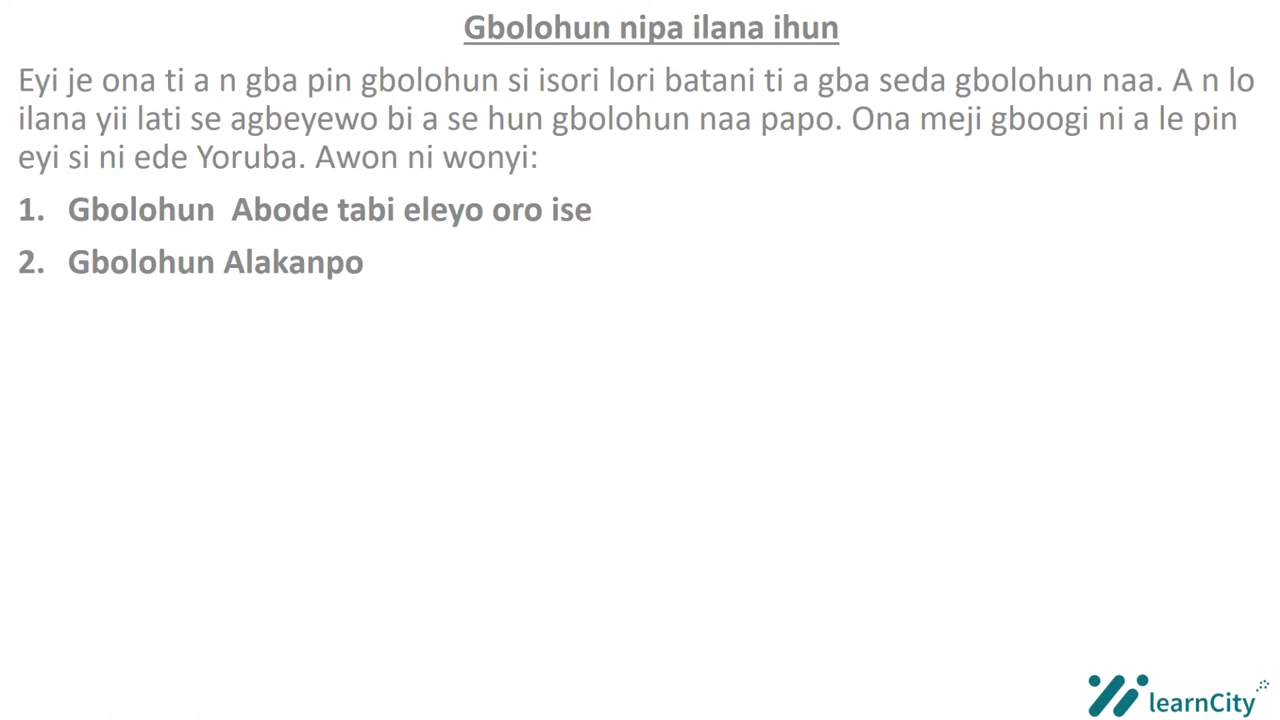 Gbolohun nipa ilana ihun
Eyi je ona ti a n gba pin gbolohun si isori lori batani ti a gba seda gbolohun naa. A n lo
ilana yii lati se agbeyewo bi a se hun gbolohun naa papo. Ona meji gboogi ni a le pin
eyi si ni ede Yoruba. Awon ni wonyi:
1. Gbolohun  Abode tabi eleyo oro ise
2. Gbolohun Alakanpo
learnCity